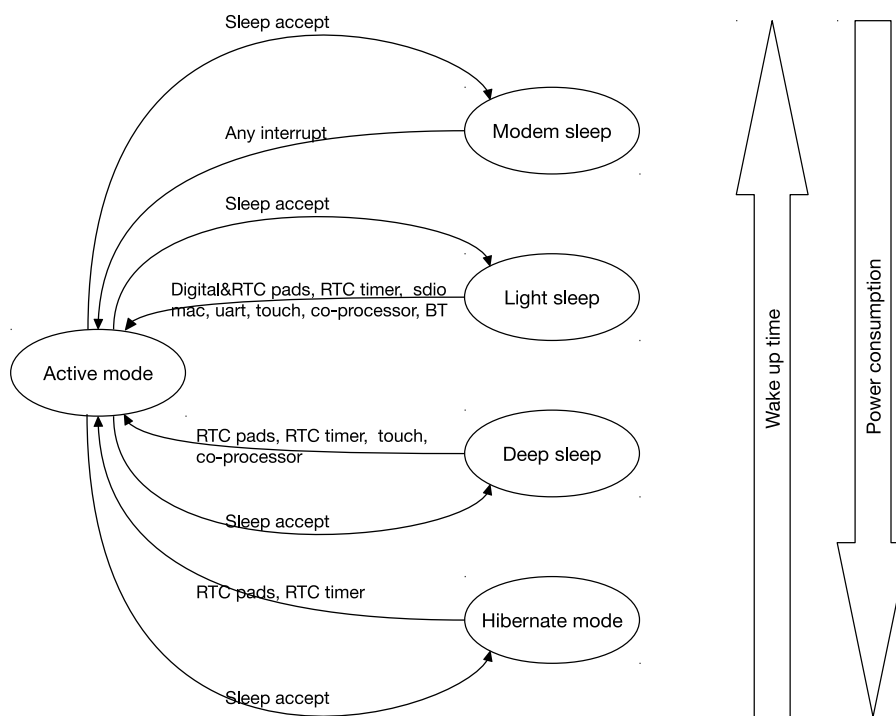 Sleep accept
Modem sleep
Any interrupt
Sleep accept
Digital&RTC pads, RTC timer, sdio
mac, uart, touch, co-processor, BT
Light sleep
Active mode
RTC pads, RTC timer, touch,
co-processor
Deep sleep
Sleep accept
RTC pads, RTC timer
Hibernate mode
Sleep accept
Wake up time
Power consumption